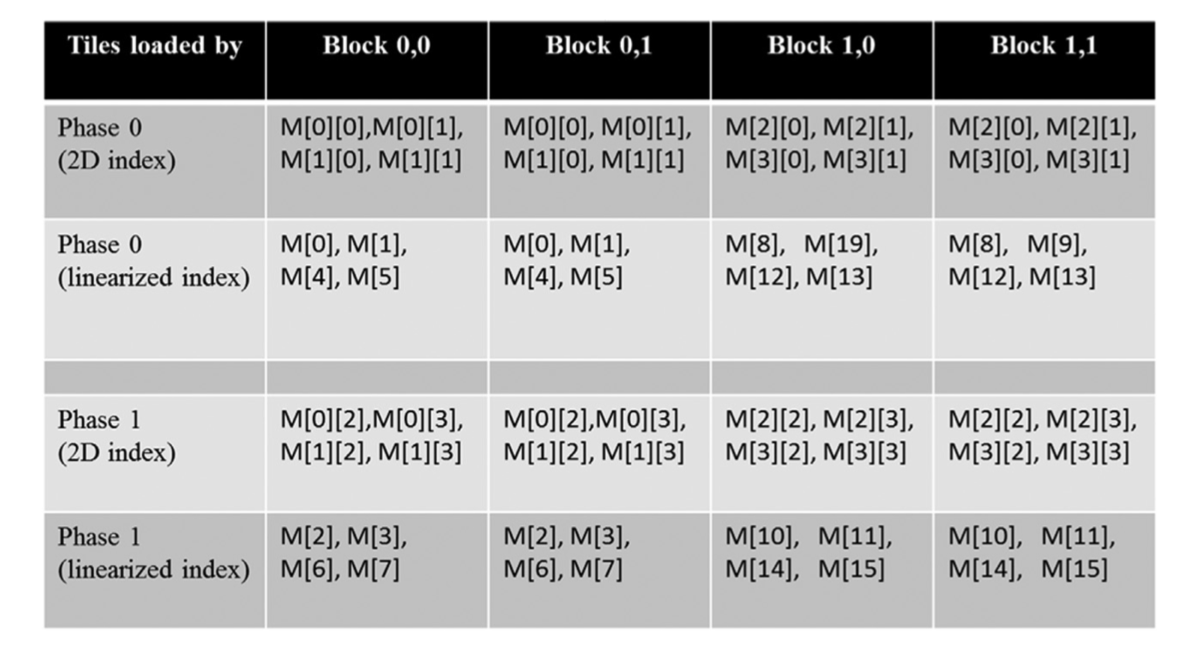 Tiles loaded by Block 0,0 Block 0,1 Block 1,0 Block 1,1
Phase 0 M[0][0],M[0][1], M[0][0], M[0][1], M[2][0], M[2][1], M[2][0], M[2][1],
(2D index) M[1][0], M[1][1] M[1][0], M[1][1] M[3][0], M[3][1] M[3][0], M[3][1]
Phase 0 M[0], M[1], M[0], M[1], M[8], M[19], M[8], M[9],
(linearized index) M[4], M[5] M[4], M[5] M[12], M[13] M[12], M[13]
Phase 1 M[0][2],M[0][3], M[0][2],M[0][3], M[2][2], M[2][3], M[2][2], M[2][3],
(2D index) M[1][2], M[1][3] M[1][2], M[1][3] M[3][2], M[3][3] M[3][2], M[3][3]
Phase 1 M[2], M[3], M[2], M[3], M[10], M[11], M[10], M[11],
(linearized index) M[6], M[7] M[6], M[7] M[14], M[15] M[14], M[15]